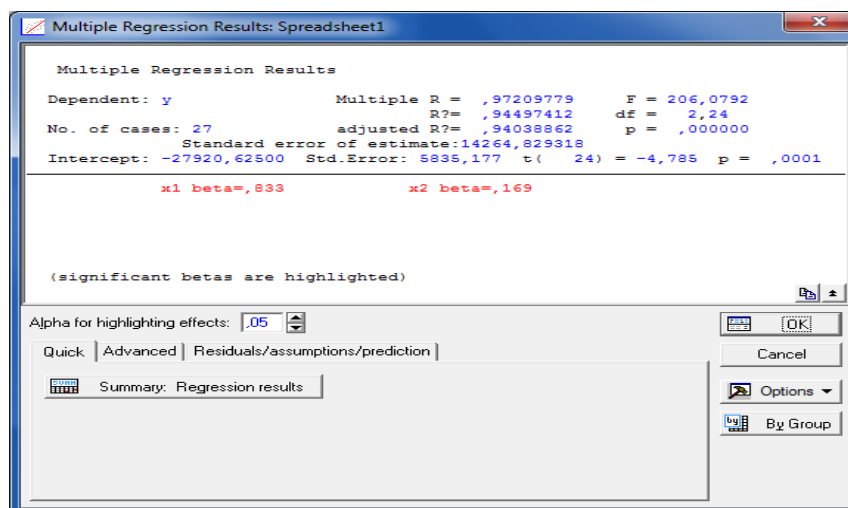 Multiple Regression Results: Spreadsheet1
Multiple Regression Results
Dependent: y Multiple R = ,97209779 F = 206,0792
R?= ,94497412 df = 2,24
No. of cases: 27 adjusted R?= ,94038862 p = ,000000
Standard error of estimate:14264,829318
Intercept: -27920,62500 Std.Error: 5835,177 t( 24) = -4,785 p = ,0001
x1 beta=,833 x2 beta=,169
(significant betas are highlighted)
Alpha for highlighting effects: ,05
OK
Quick Advanced Residuals/assumptions/prediction
Cancel
Summary: Regression results
Options
By Group